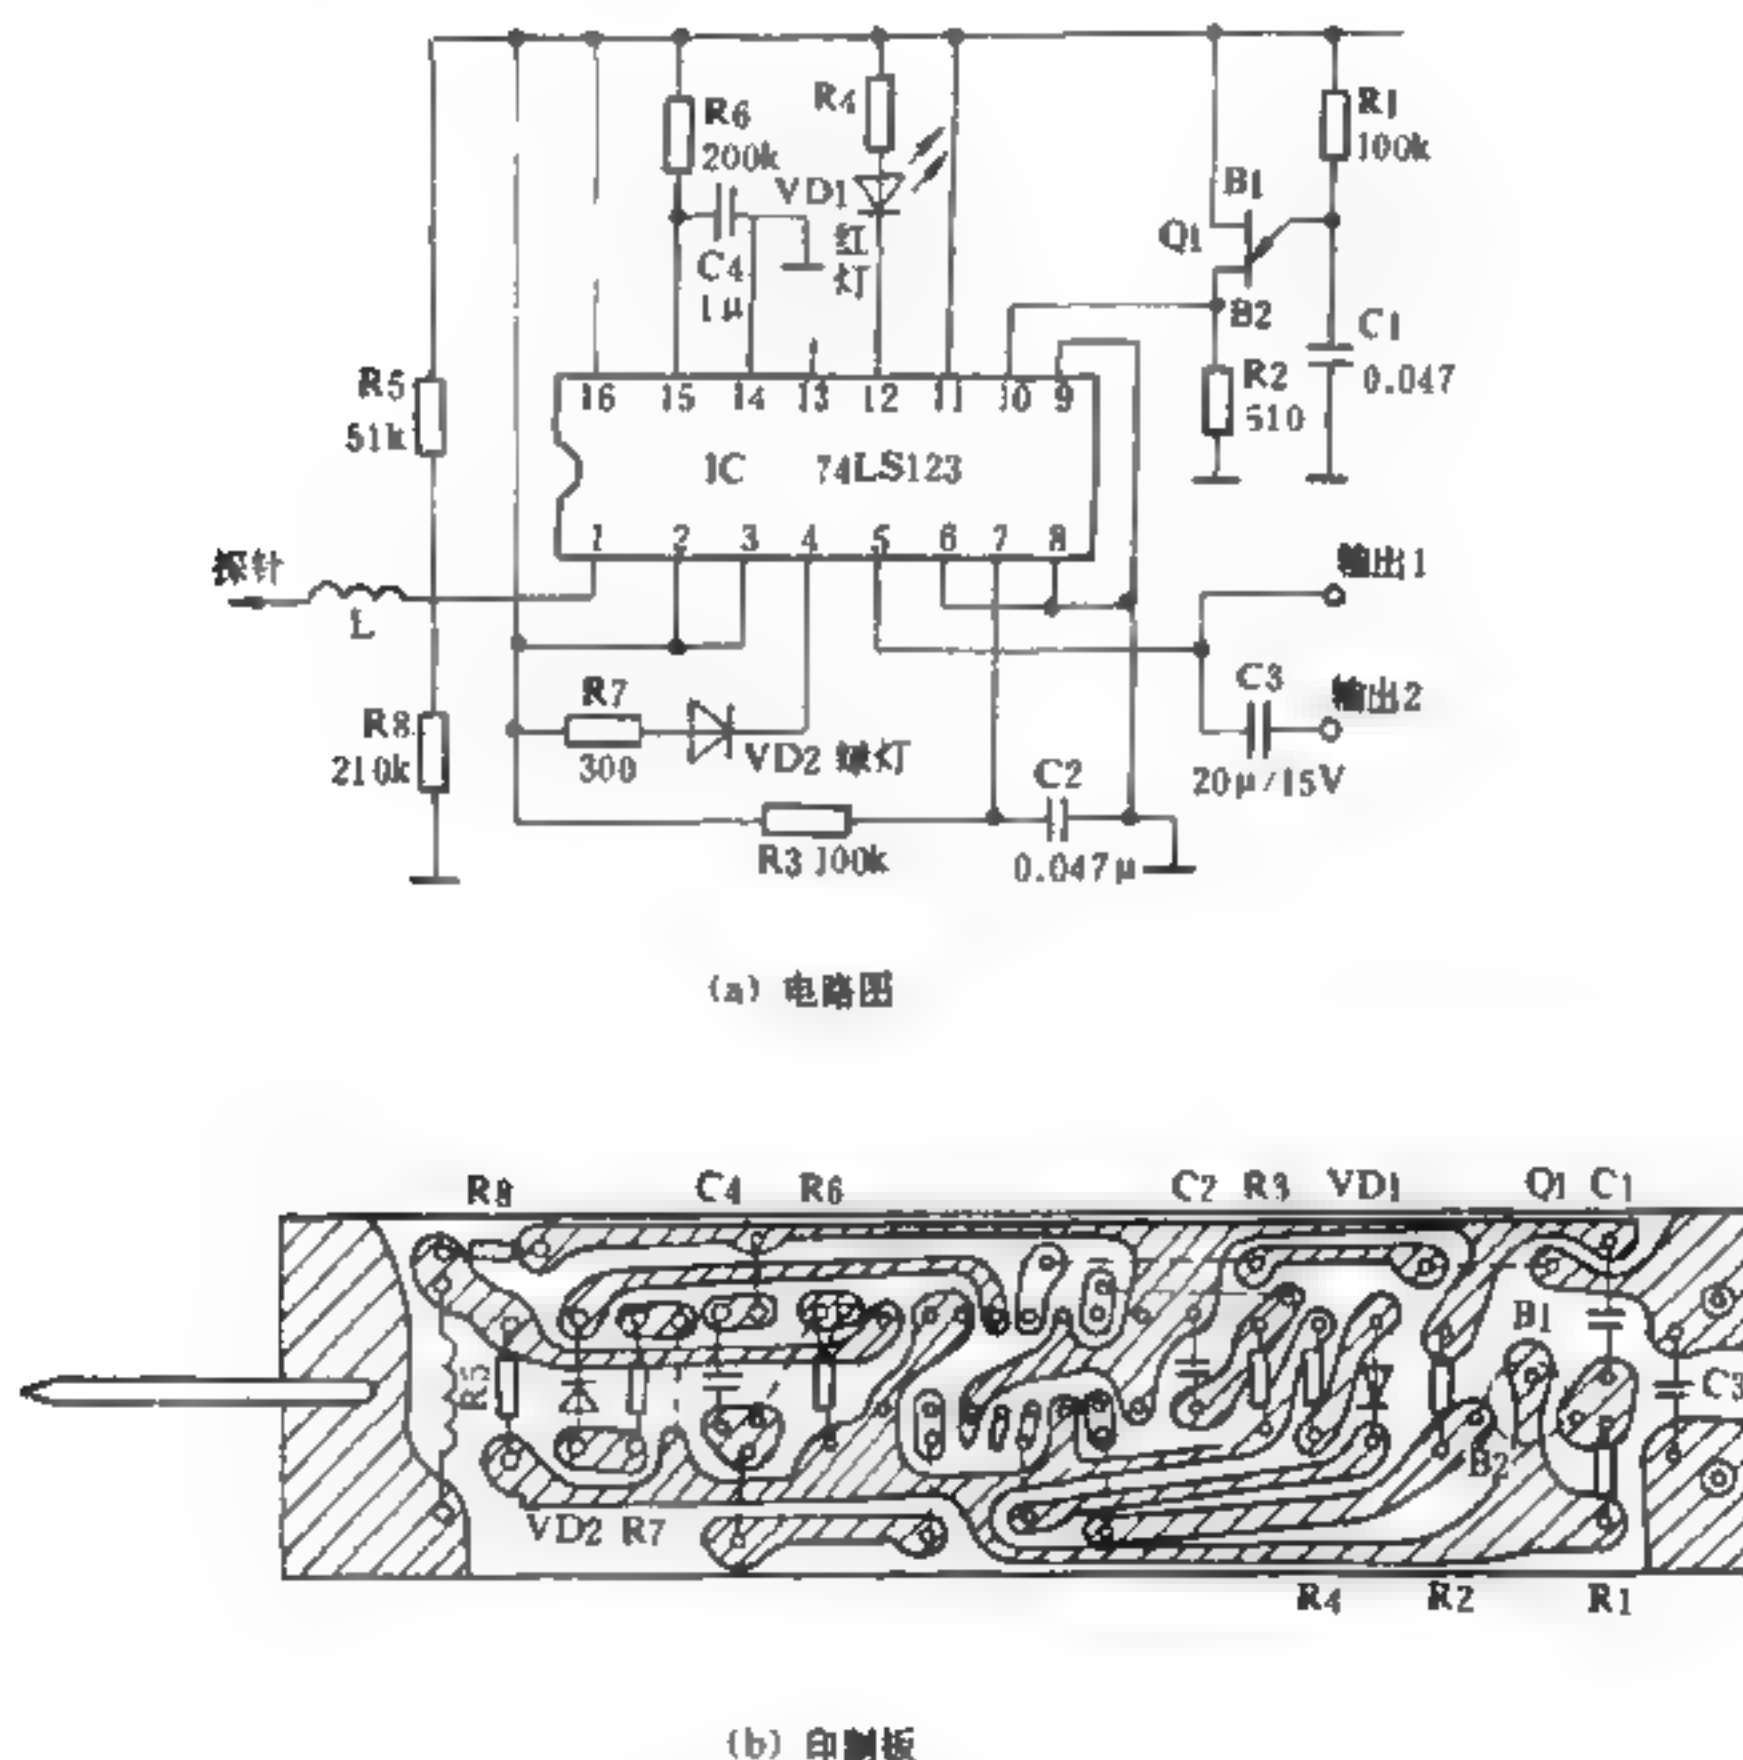 R6
200k
R4
VD1
红
灯
C4
1μ
R1
100k
B1
Q1
B2
C1
0.047
R2
510
R5
51k
16 15 14 13 12 11 10 9
IC 74LS123
1 2 3 4 5 6 7 8
探针
L
输出1
R7
300
VD2 绿灯
C3
输出2
20μ/15V
R8
210k
C2
R3 100k
0.047μ
(a) 电路图
R8 C4 R6 C2 R3 VD1 Q1 C1
B1
R5
C3
B2
VD2 R7
R4 R2 R1
(b) 印制板